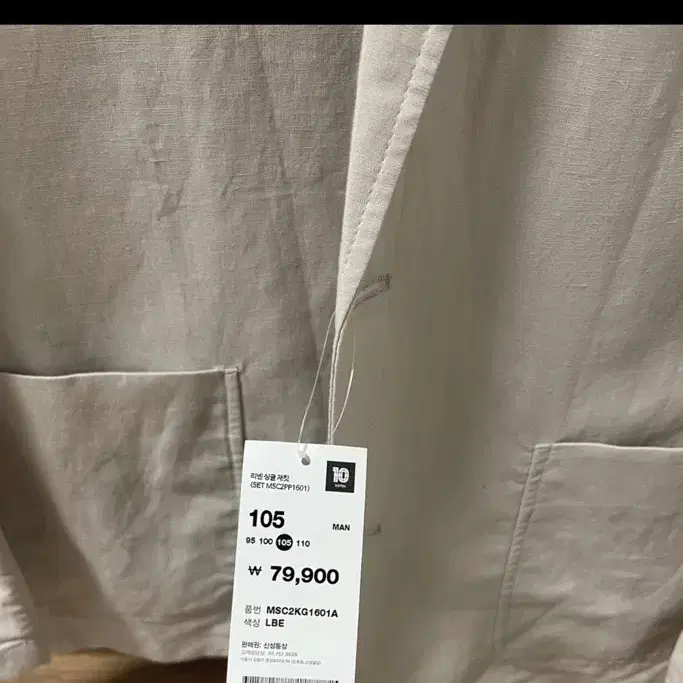 리넨 싱글 재킷
(SET MSC2PP1601)
10
105
MAN
95 100 105 110
₩ 79,900
품번 MSC2KG1601A
색상 LBE
판매원: 신성통상